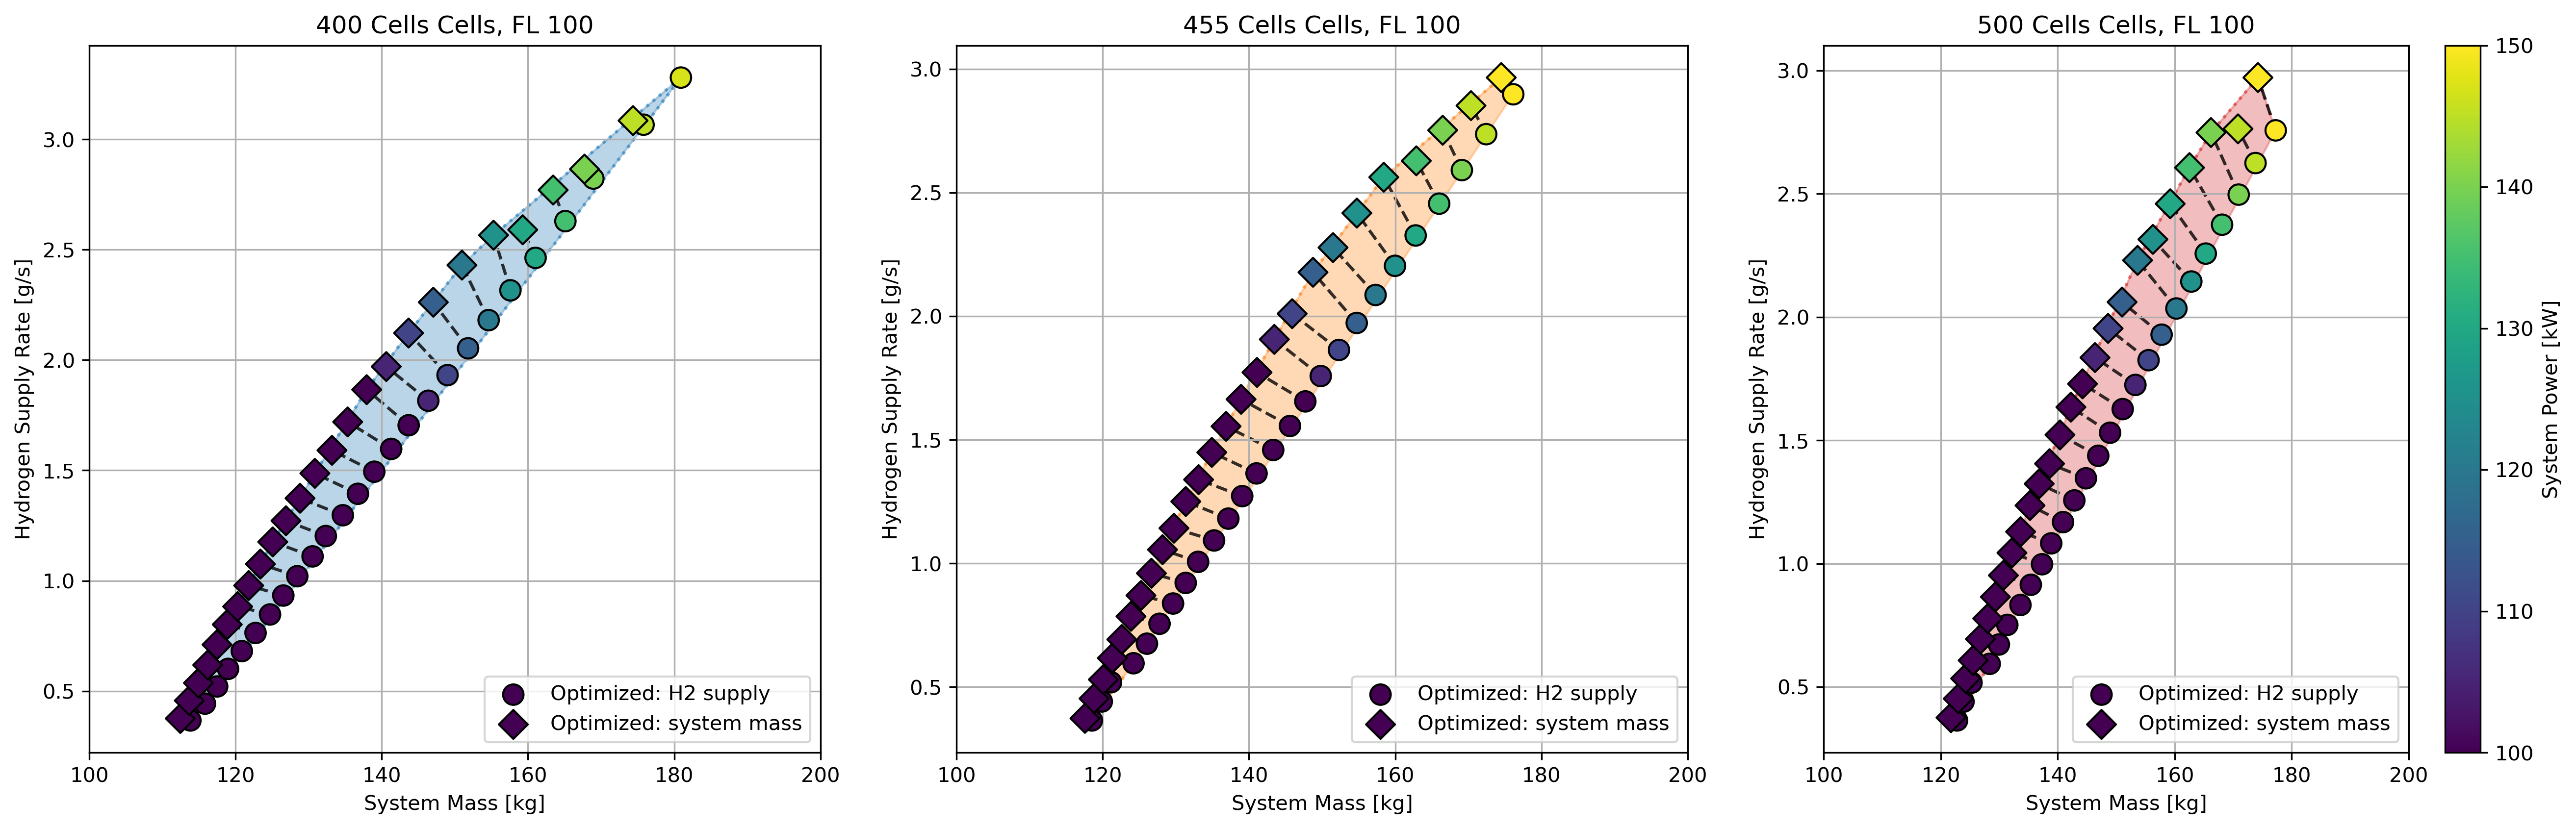 400 Cells Cells, FL 100
Hydrogen Supply Rate [g/s]
3.0
2.5
2.0
1.5
1.0
0.5
100 120 140 160 180 200
System Mass [kg]
Optimized: H2 supply
Optimized: system mass
455 Cells Cells, FL 100
Hydrogen Supply Rate [g/s]
3.0
2.5
2.0
1.5
1.0
0.5
100 120 140 160 180 200
System Mass [kg]
Optimized: H2 supply
Optimized: system mass
500 Cells Cells, FL 100
Hydrogen Supply Rate [g/s]
3.0
2.5
2.0
1.5
1.0
0.5
100 120 140 160 180 200
System Mass [kg]
Optimized: H2 supply
Optimized: system mass
150
140
130
120
110
100
System Power [kW]